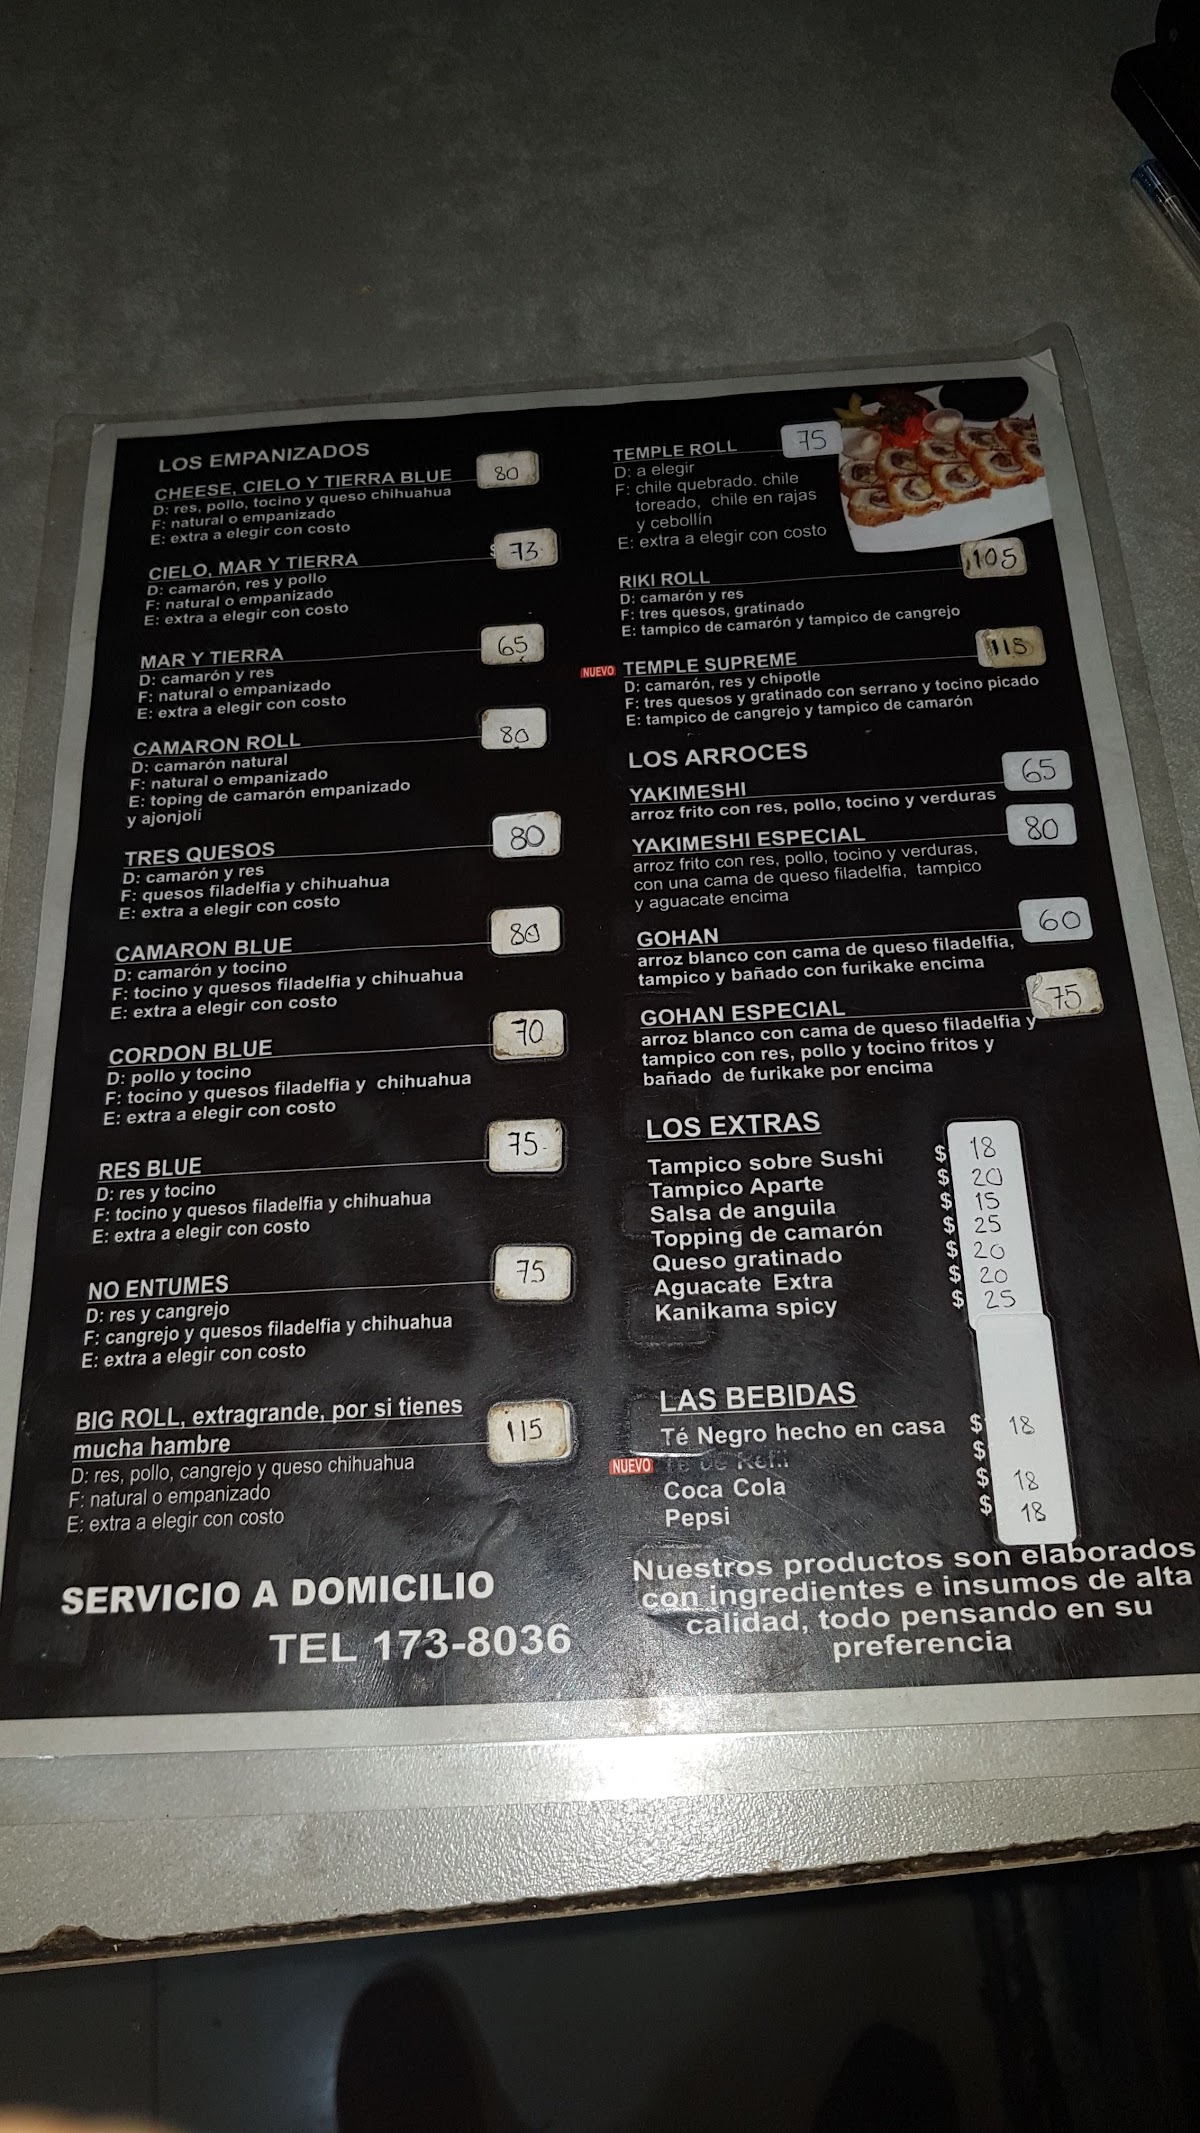 LOS EMPANIZADOS
CHEESE, CIELO Y TIERRA BLUE 80
D: res, pollo, tocino y queso chihuahua
F: natural o empanizado
E: extra a elegir con costo
CIELO, MAR Y TIERRA $ 73
D: camarón, res y pollo
F: natural o empanizado
E: extra a elegir con costo
MAR Y TIERRA 65
D: camarón y res
F: natural o empanizado
E: extra a elegir con costo
CAMARON ROLL 80
D: camarón natural
F: natural o empanizado
E: toping de camarón empanizado
y ajonjolí
TRES QUESOS 80
D: camarón y res
F: quesos filadelfia y chihuahua
E: extra a elegir con costo
CAMARON BLUE 80
D: camarón y tocino
F: tocino y quesos filadelfia y chihuahua
E: extra a elegir con costo
CORDON BLUE 70
D: pollo y tocino
F: tocino y quesos filadelfia y chihuahua
E: extra a elegir con costo
RES BLUE 75
D: res y tocino
F: tocino y quesos filadelfia y chihuahua
E: extra a elegir con costo
NO ENTUMES 75
D: res y cangrejo
F: cangrejo y quesos filadelfia y chihuahua
E: extra a elegir con costo
BIG ROLL, extragrande, por si tienes
mucha hambre 115
D: res, pollo, cangrejo y queso chihuahua
F: natural o empanizado
E: extra a elegir con costo
SERVICIO A DOMICILIO
TEL 173-8036
TEMPLE ROLL 75
D: a elegir
F: chile quebrado. chile
toreado, chile en rajas
y cebollín
E: extra a elegir con costo
RIKI ROLL 105
D: camarón y res
F: tres quesos, gratinado
E: tampico de camarón y tampico de cangrejo
NUEVO TEMPLE SUPREME 115
D: camarón, res y chipotle
F: tres quesos y gratinado con serrano y tocino picado
E: tampico de cangrejo y tampico de camarón
LOS ARROCES
YAKIMESHI 65
arroz frito con res, pollo, tocino y verduras
YAKIMESHI ESPECIAL 80
arroz frito con res, pollo, tocino y verduras,
con una cama de queso filadelfia, tampico
y aguacate encima
GOHAN 60
arroz blanco con cama de queso filadelfia,
tampico y bañado con furikake encima
GOHAN ESPECIAL 75
arroz blanco con cama de queso filadelfia y
tampico con res, pollo y tocino fritos y
bañado de furikake por encima
LOS EXTRAS
Tampico sobre Sushi $ 18
Tampico Aparte $ 20
Salsa de anguila $ 15
Topping de camarón $ 25
Queso gratinado $ 20
Aguacate Extra $ 20
Kanikama spicy $ 25
LAS BEBIDAS
Té Negro hecho en casa $ 18
NUEVO $
Coca Cola $ 18
Pepsi $ 18
Nuestros productos son elaborados
con ingredientes e insumos de alta
calidad, todo pensando en su
preferencia